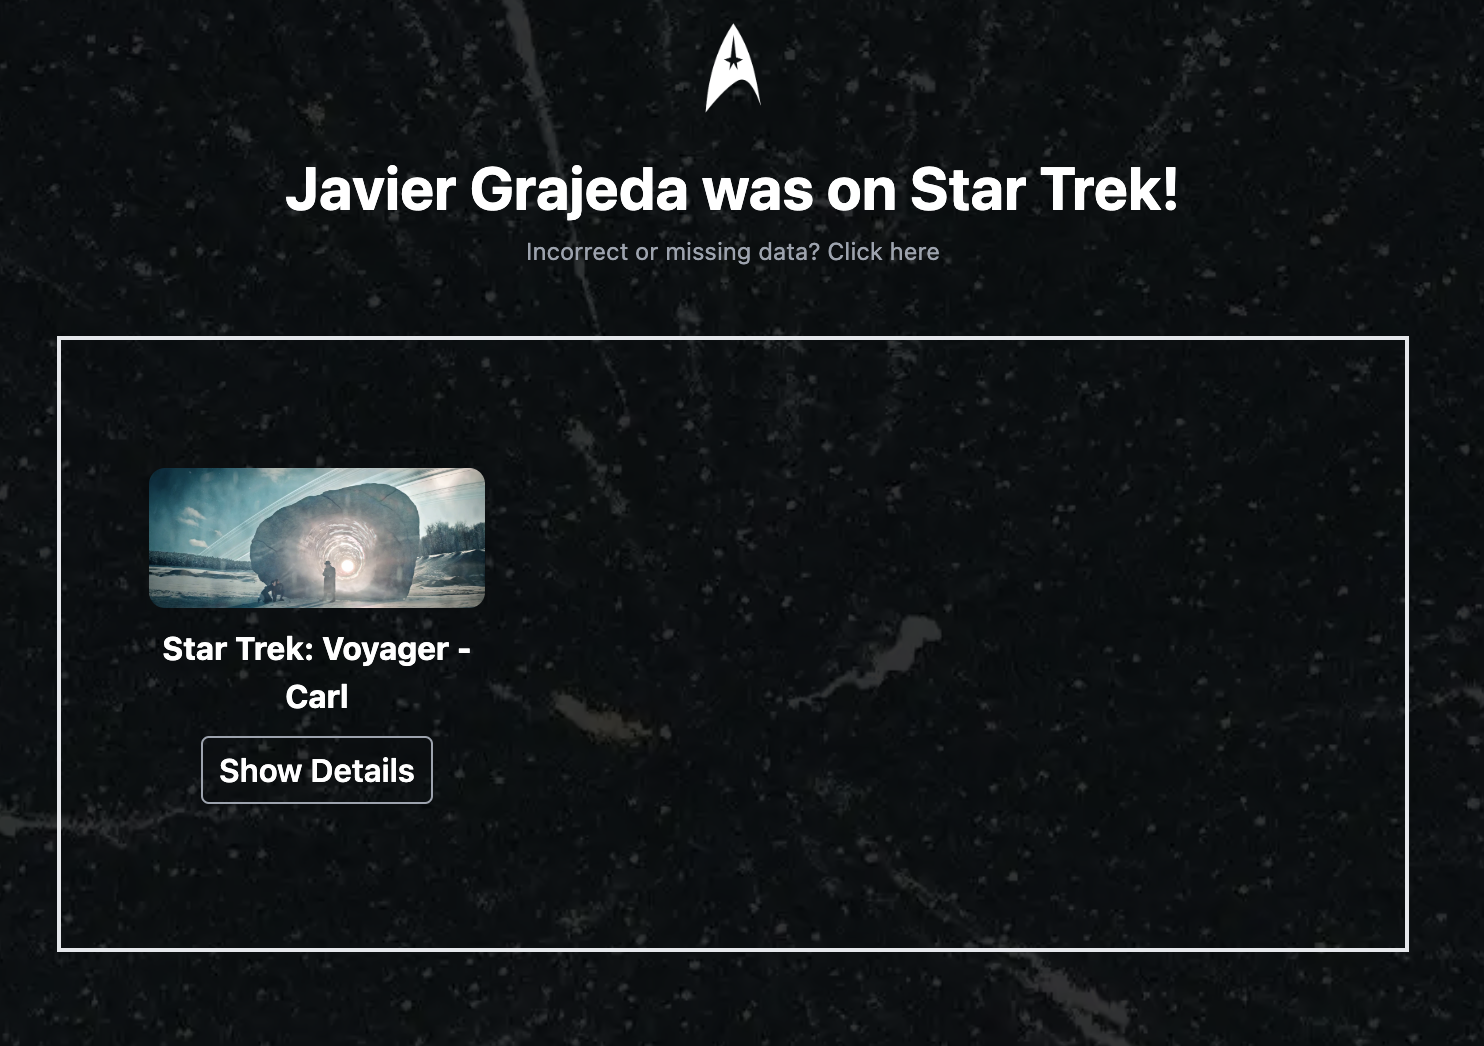 Javier Grajeda was on Star Trek!
Incorrect or missing data? Click here
Star Trek: Voyager -
Carl
Show Details